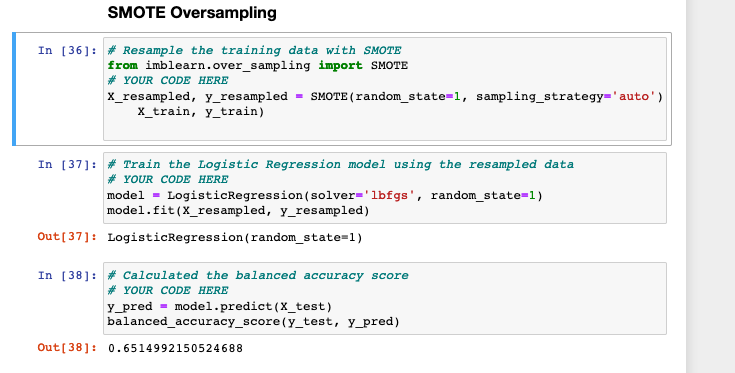 SMOTE Oversampling
In [36]: # Resample the training data with SMOTE
from imblearn.over_sampling import SMOTE
# YOUR CODE HERE
X_resampled, y_resampled = SMOTE(random_state=1, sampling_strategy='auto')
X_train, y_train)
In [37]: # Train the Logistic Regression model using the resampled data
# YOUR CODE HERE
model = LogisticRegression(solver='lbfgs', random_state=1)
model.fit(X_resampled, y_resampled)
Out[37]: LogisticRegression(random_state=1)
In [38]: # Calculated the balanced accuracy score
# YOUR CODE HERE
y_pred = model.predict(X_test)
balanced_accuracy_score(y_test, y_pred)
Out[38]: 0.6514992150524688